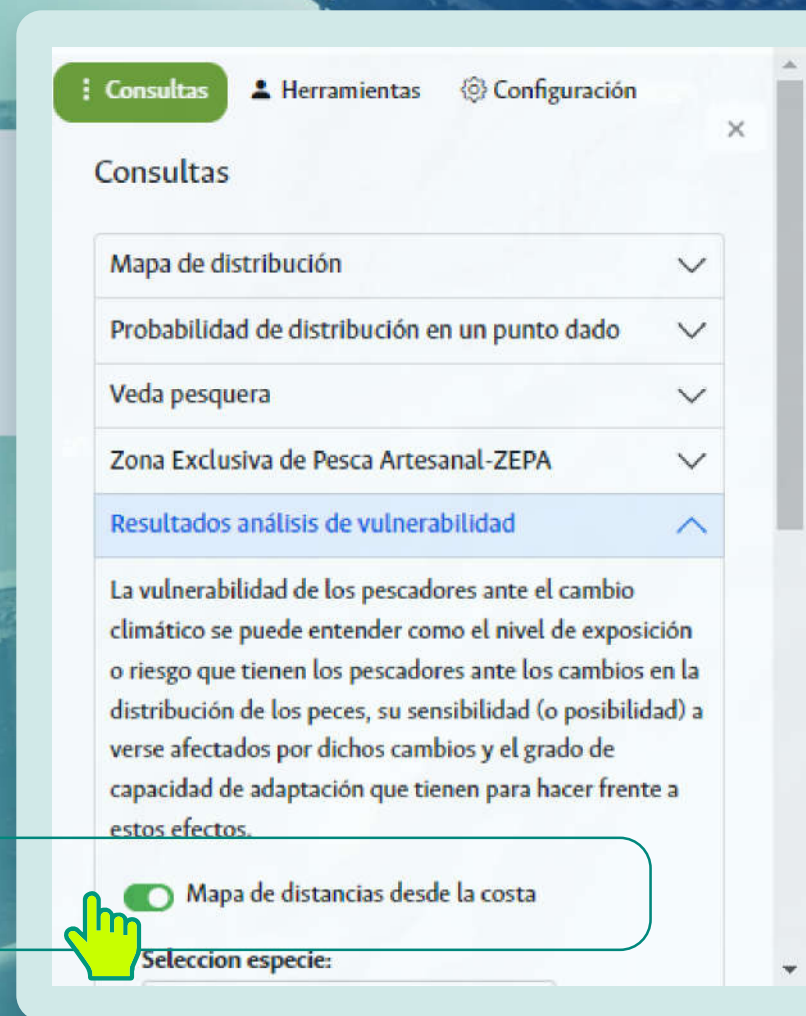 Consultas
Herramientas
Configuración
Consultas
Mapa de distribución
Probabilidad de distribución en un punto dado
Veda pesquera
Zona Exclusiva de Pesca Artesanal-ZEPA
Resultados análisis de vulnerabilidad
La vulnerabilidad de los pescadores ante el cambio
climático se puede entender como el nivel de exposición
o riesgo que tienen los pescadores ante los cambios en la
distribución de los peces, su sensibilidad (o posibilidad) a
verse afectados por dichos cambios y el grado de
capacidad de adaptación que tienen para hacer frente a
estos efectos.
Mapa de distancias desde la costa
Seleccion especie: